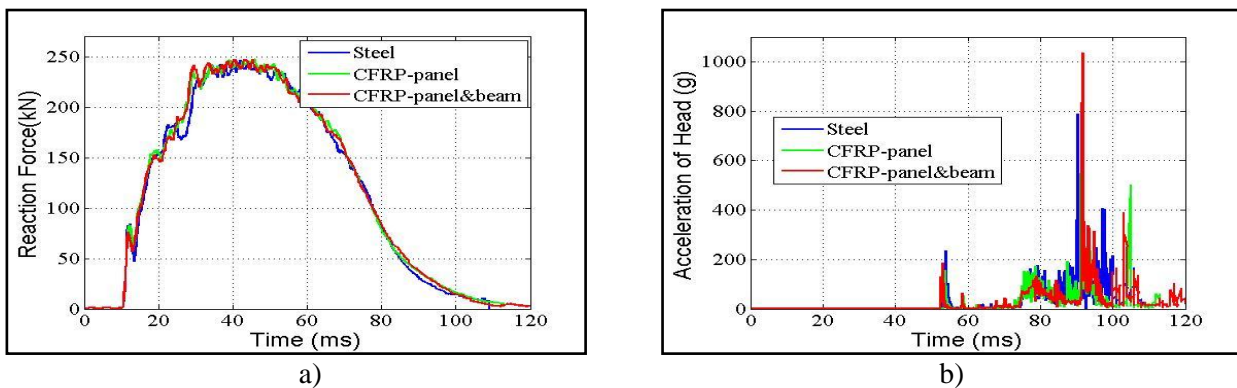 Reaction Force(kN)
250
200
150
100
50
0
0 20 40 60 80 100 120
Time (ms)
Steel
CFRP-panel
CFRP-panel&beam
a)
Acceleration of Head (g)
1000
800
600
400
200
0
0 20 40 60 80 100 120
Time (ms)
Steel
CFRP-panel
CFRP-panel&beam
b)